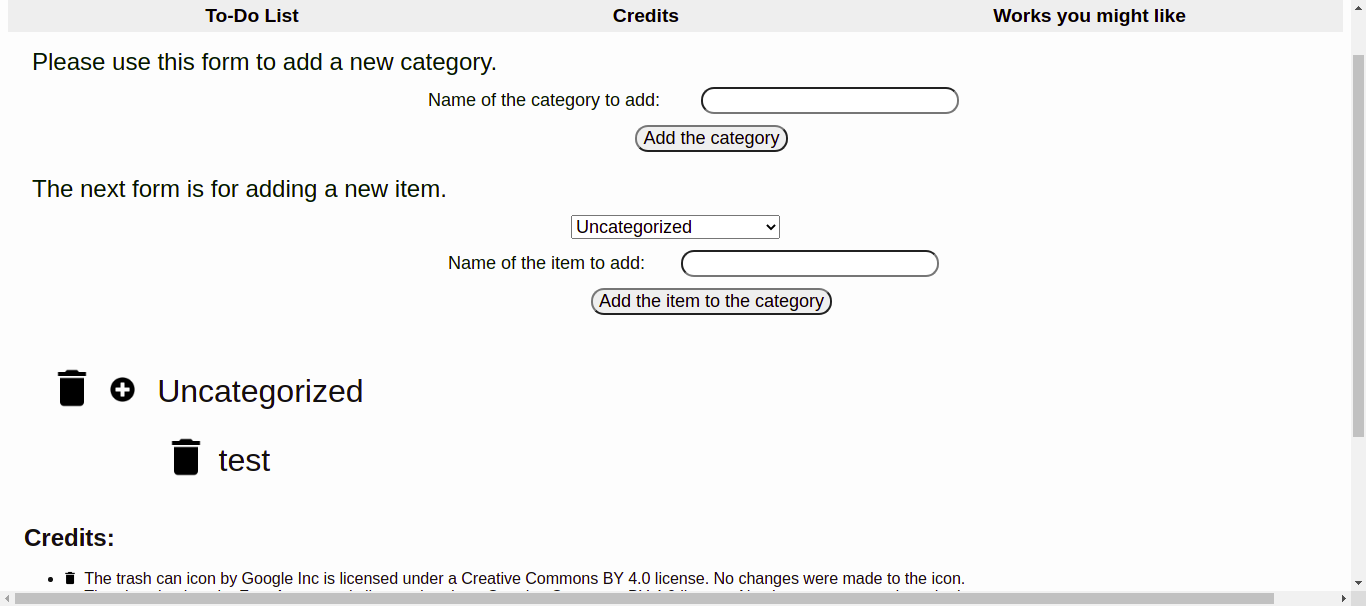 To-Do List Credits Works you might like
Please use this form to add a new category.
Name of the category to add:
Add the category
The next form is for adding a new item.
Uncategorized
Name of the item to add:
Add the item to the category
Uncategorized
test
Credits:
The trash can icon by Google Inc is licensed under a Creative Commons BY 4.0 license. No changes were made to the icon.